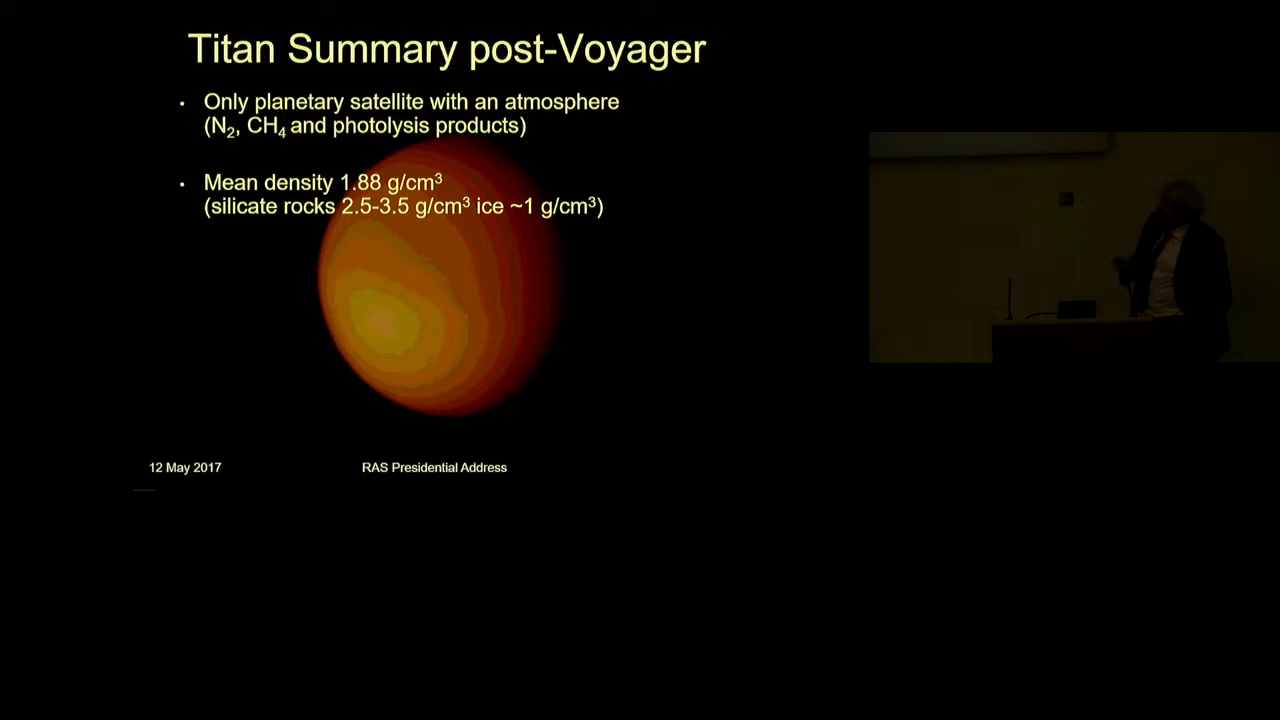 Titan Summary post-Voyager
• Only planetary satellite with an atmosphere
(N₂, CH₄ and photolysis products)
• Mean density 1.88 g/cm³
(silicate rocks 2.5-3.5 g/cm³ ice ~1 g/cm³)
12 May 2017
RAS Presidential Address